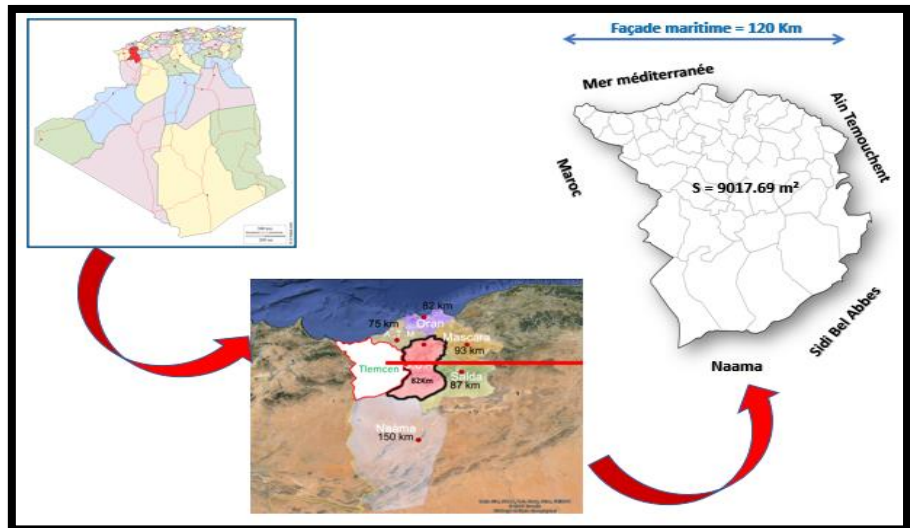 Façade maritime = 120 Km
Mer méditerranée
Ain Temouchent
Maroc
S = 9017.69 m²
Sidi Bel Abbes
Naama
82 km
Oran
75 km
Mascara
93 km
Tlemcen
82Km
Saida
87 km
Naama
150 km